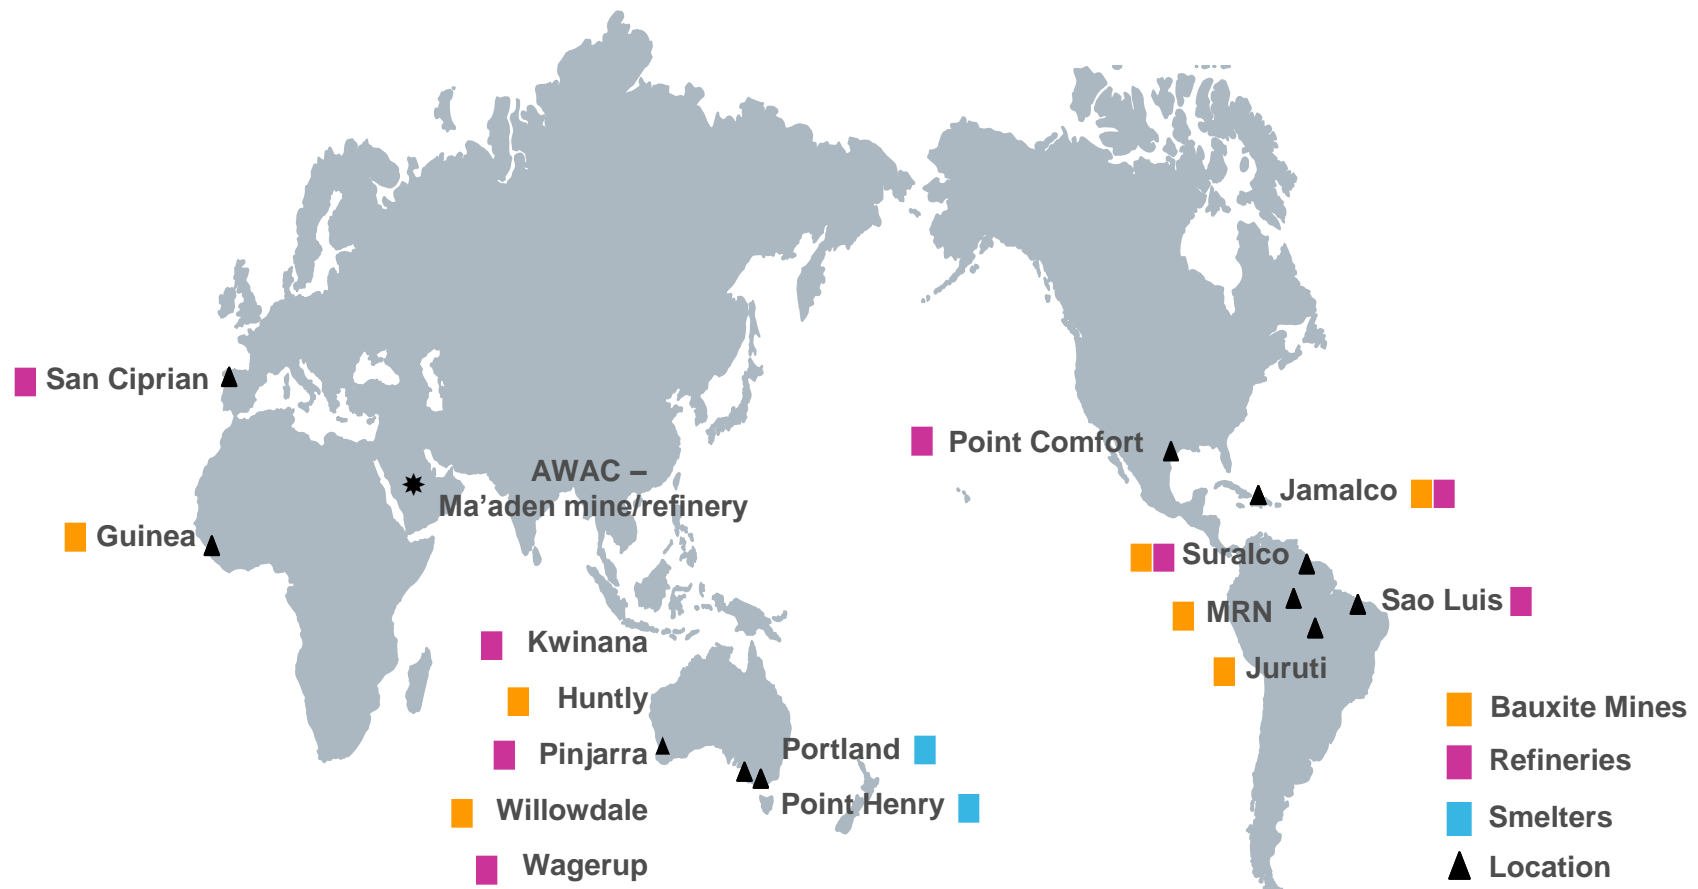 San Ciprian
Point Comfort
AWAC –
Ma'aden mine/refinery
Jamalco
Guinea
Suralco
MRN
Sao Luis
Kwinana
Juruti
Huntly
Bauxite Mines
Pinjarra
Portland
Refineries
Willowdale
Point Henry
Smelters
Wagerup
Location